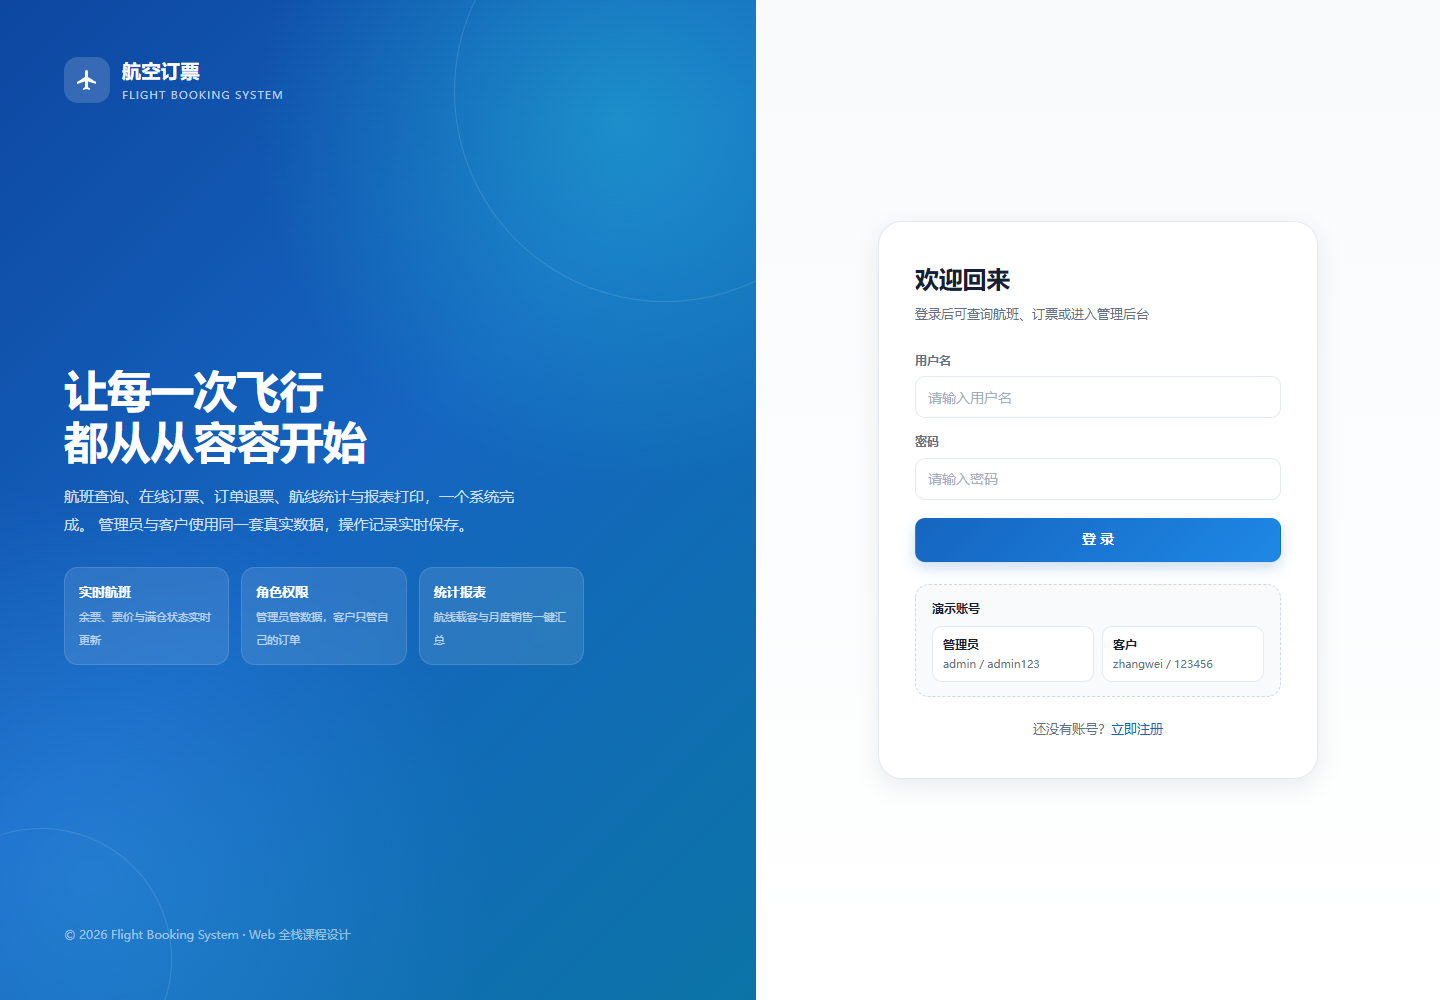 航空订票
FLIGHT BOOKING SYSTEM
让每一次飞行
都从从容容开始
航班查询、在线订票、订单退票、航线统计与报表打印，一个系统完
成。 管理员与客户使用同一套真实数据，操作记录实时保存。
实时航班
余票、票价与满仓状态实时
更新
角色权限
管理员管数据，客户只管自
己的订单
统计报表
航线载客与月度销售一键汇
总
© 2026 Flight Booking System · Web 全栈课程设计
欢迎回来
登录后可查询航班、订票或进入管理后台
用户名
请输入用户名
密码
请输入密码
登 录
演示账号
管理员
admin / admin123
客户
zhangwei / 123456
还没有账号？立即注册